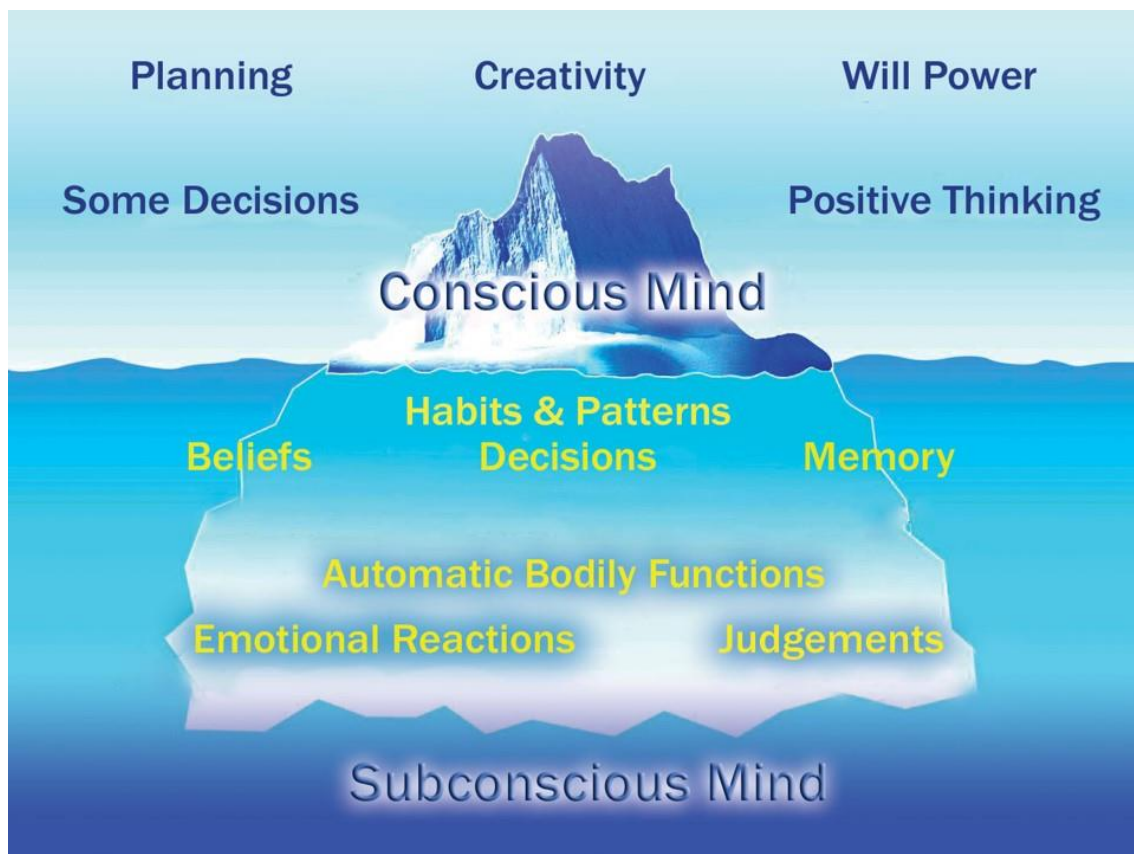 Planning
Creativity
Will Power
Some Decisions
Positive Thinking
Conscious Mind
Habits & Patterns
Beliefs
Decisions
Memory
Automatic Bodily Functions
Emotional Reactions
Judgements
Subconscious Mind